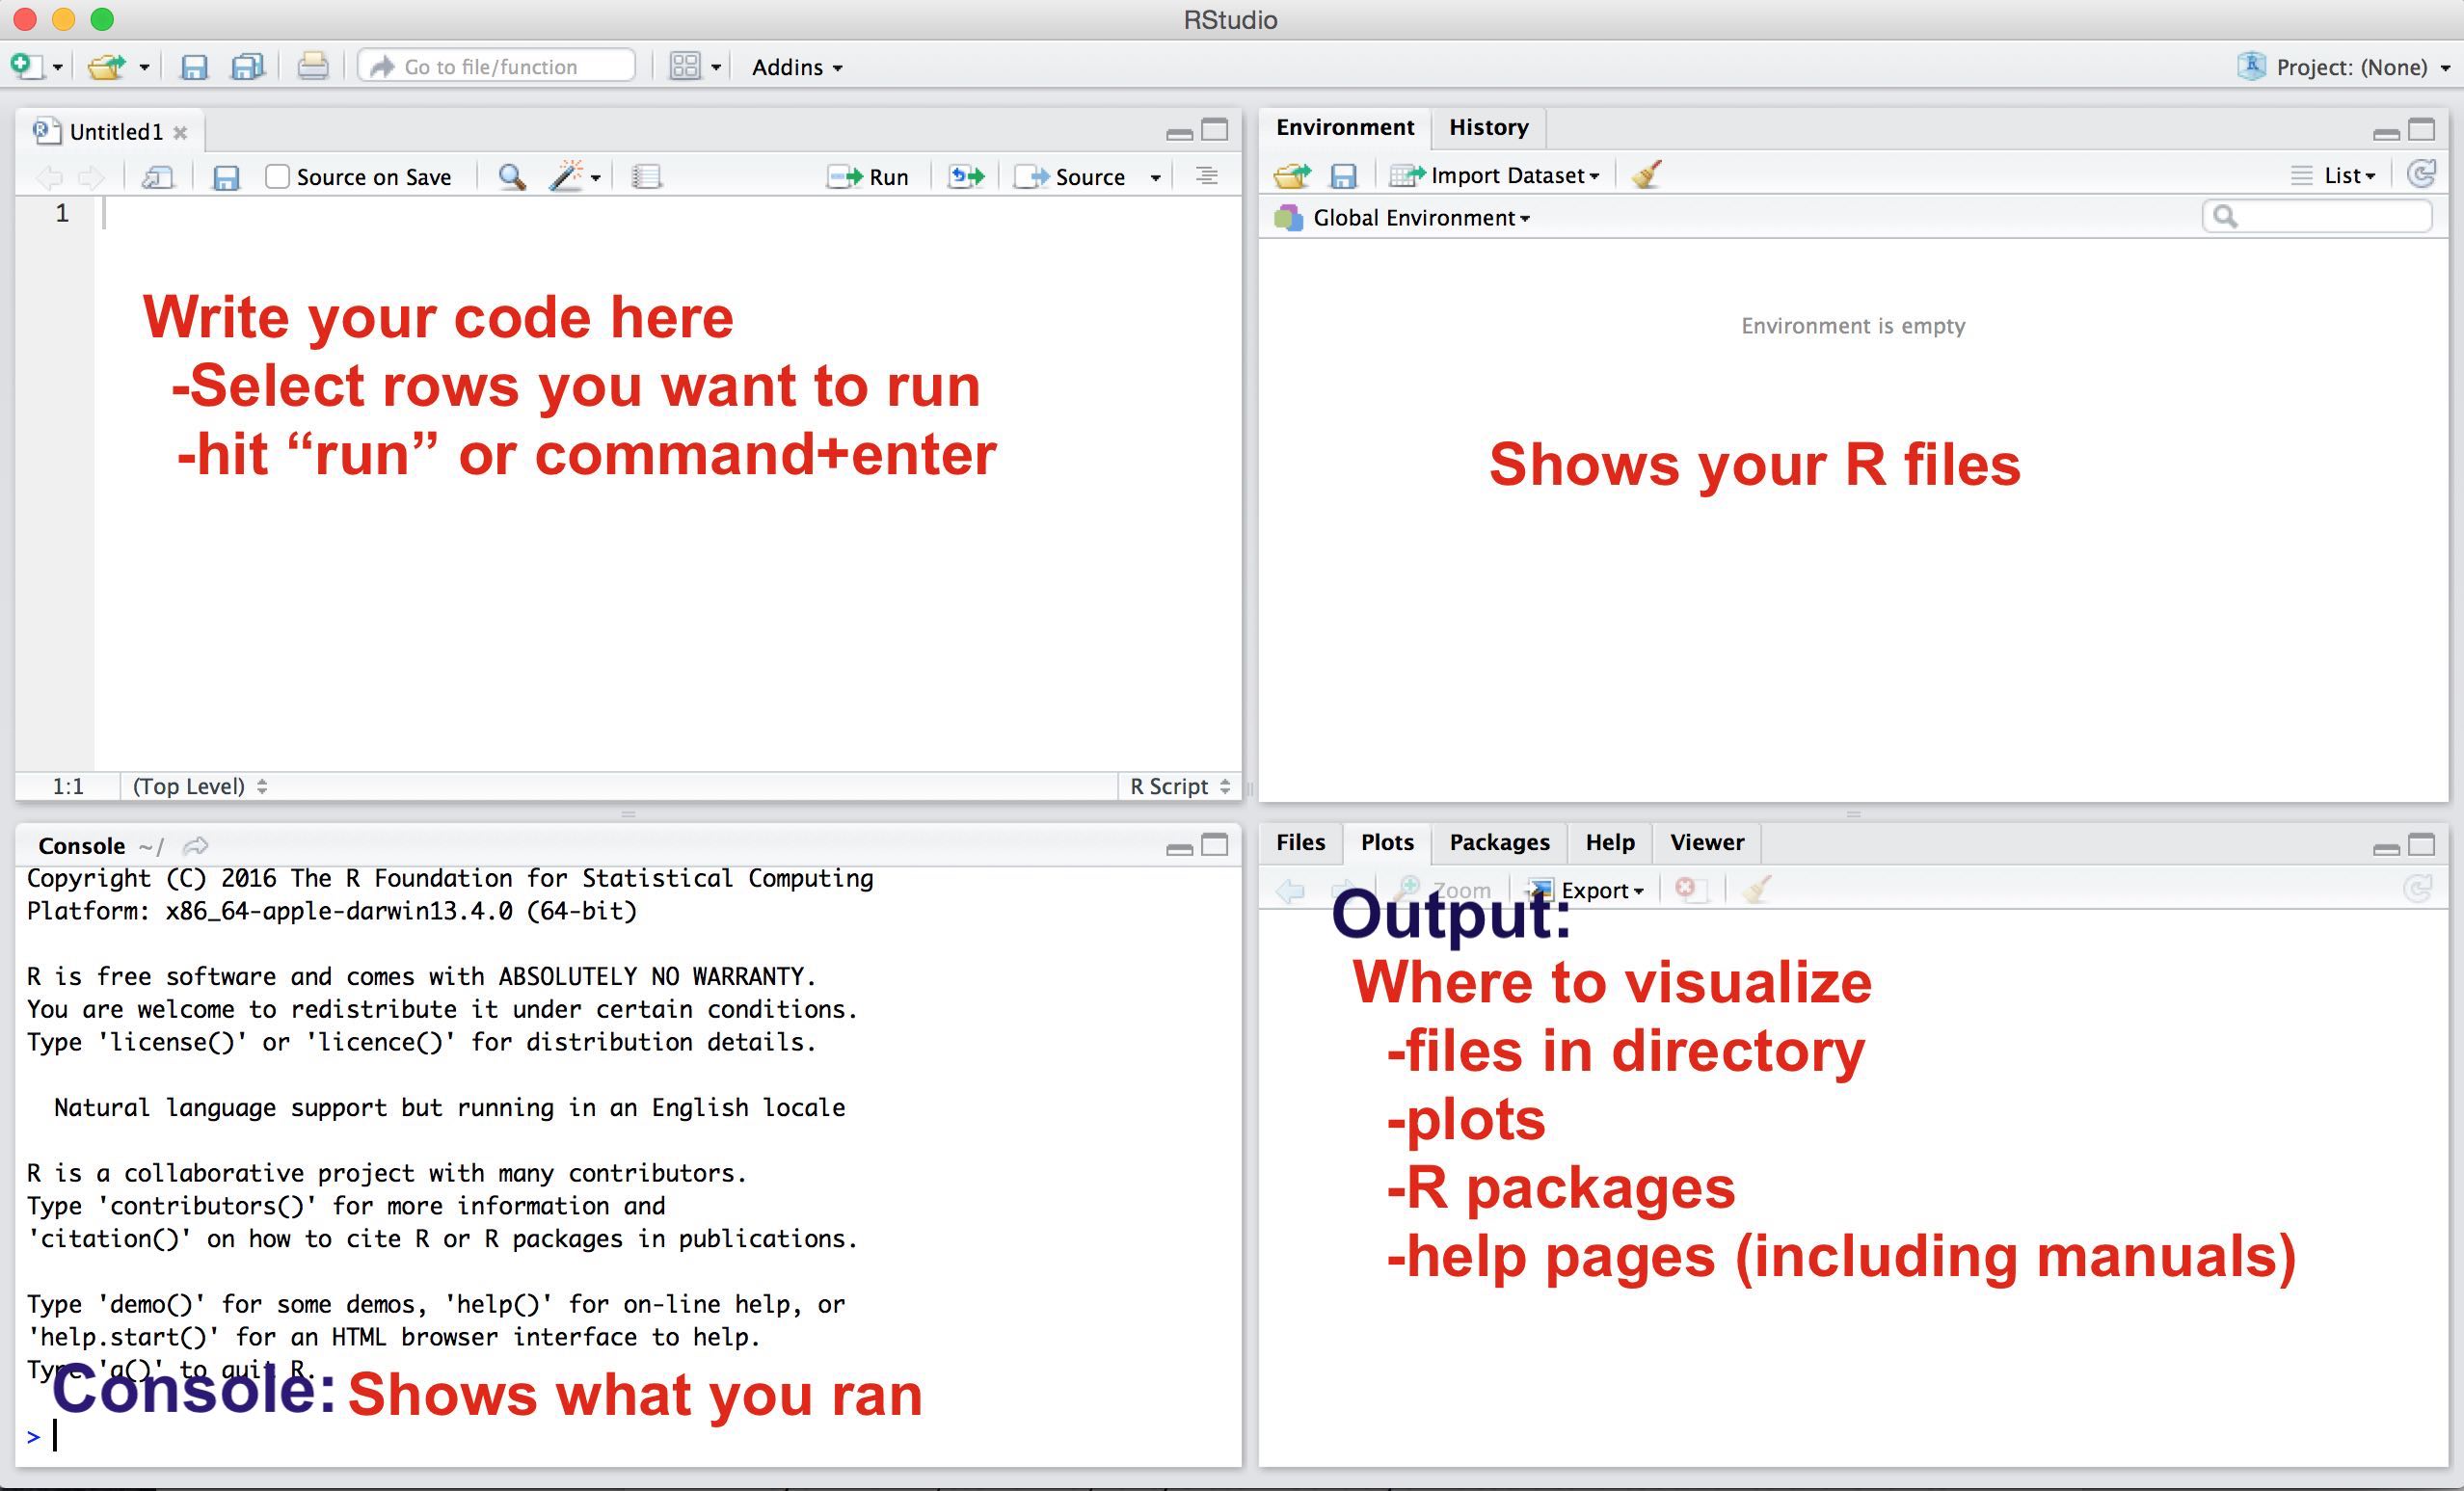 RStudio
Go to file/function
Addins
Project: (None)
Untitled1
Source on Save
Run
Source
1
Write your code here
-Select rows you want to run
-hit “run” or command+enter
1:1 (Top Level)
R Script
Environment History
Import Dataset
List
Global Environment
Environment is empty
Shows your R files
Console ~/
Copyright (C) 2016 The R Foundation for Statistical Computing
Platform: x86_64-apple-darwin13.4.0 (64-bit)
R is free software and comes with ABSOLUTELY NO WARRANTY.
You are welcome to redistribute it under certain conditions.
Type 'license()' or 'licence()' for distribution details.
Natural language support but running in an English locale
R is a collaborative project with many contributors.
Type 'contributors()' for more information and
'citation()' on how to cite R or R packages in publications.
Type 'demo()' for some demos, 'help()' for on-line help, or
'help.start()' for an HTML browser interface to help.
Type 'q()' to quit R.
Console: Shows what you ran
>
Files Plots Packages Help Viewer
Zoom Export
Output:
Where to visualize
-files in directory
-plots
-R packages
-help pages (including manuals)